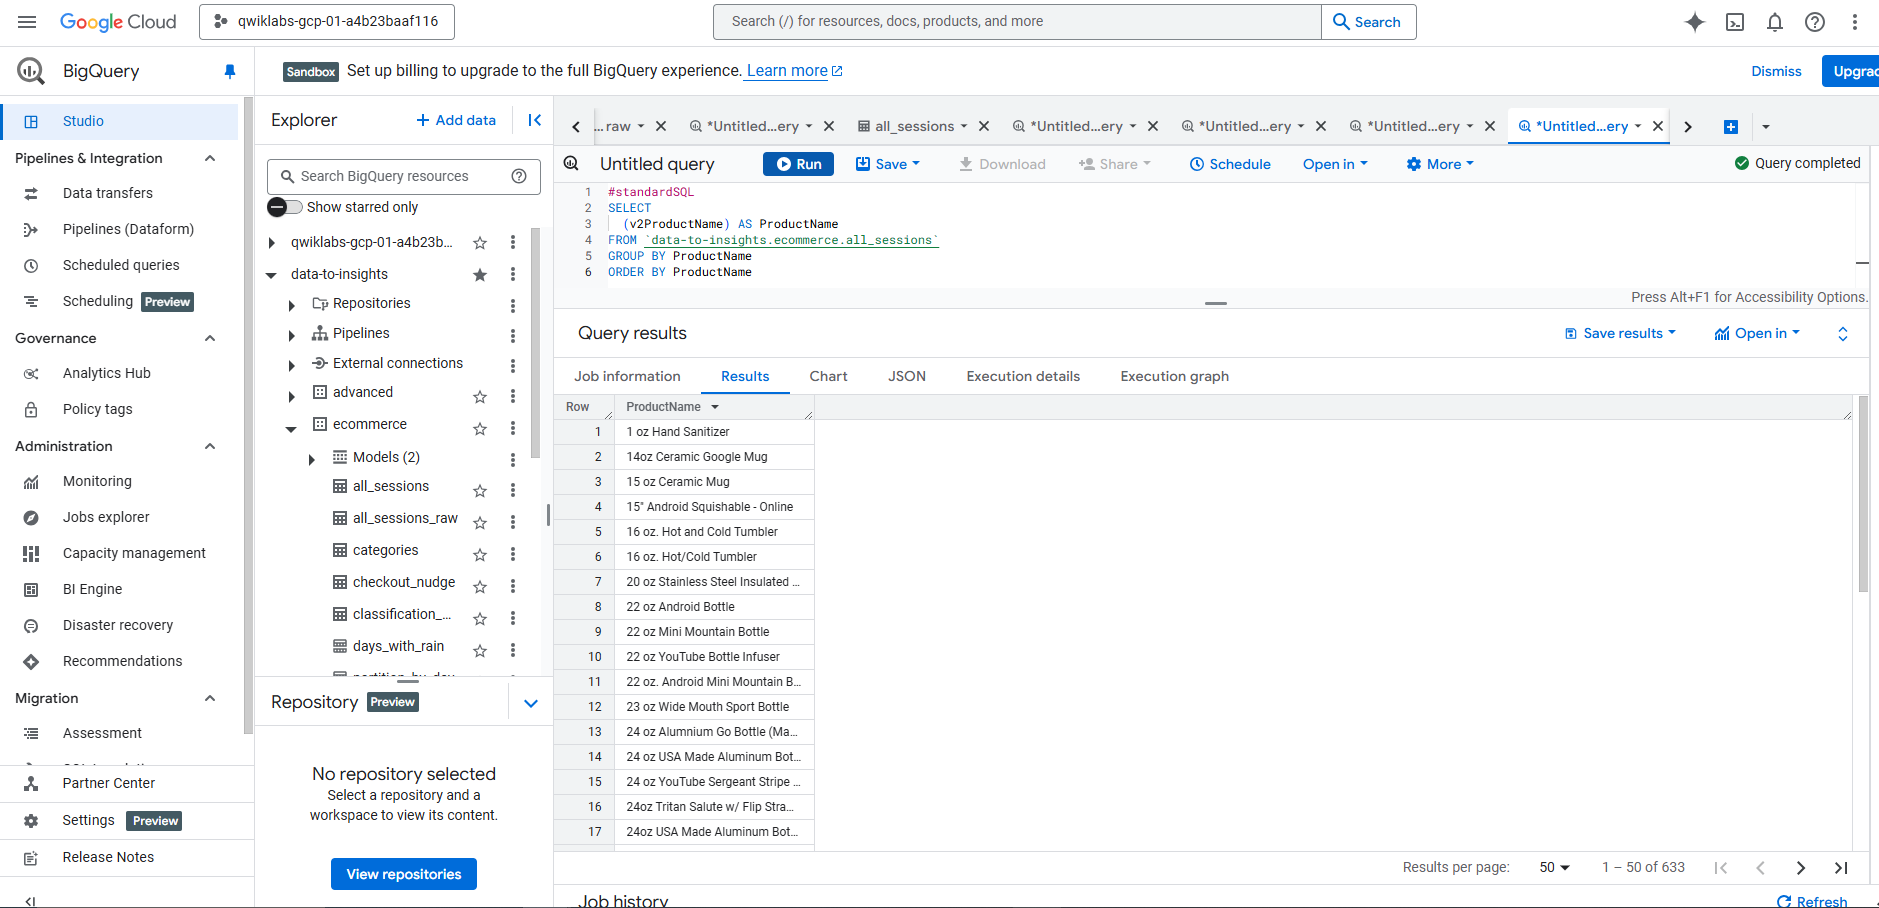 Google Cloud
qwiklabs-gcp-01-a4b23baaf116
Search (/) for resources, docs, products, and more
Search
BigQuery
Sandbox Set up billing to upgrade to the full BigQuery experience. Learn more
Dismiss
Upgrad
Studio
Pipelines & Integration
Data transfers
Pipelines (Dataform)
Scheduled queries
Scheduling Preview
Governance
Analytics Hub
Policy tags
Administration
Monitoring
Jobs explorer
Capacity management
BI Engine
Disaster recovery
Recommendations
Migration
Assessment
Partner Center
Settings Preview
Release Notes
Explorer
+ Add data
Search BigQuery resources
Show starred only
qwiklabs-gcp-01-a4b23b...
data-to-insights
Repositories
Pipelines
External connections
advanced
ecommerce
Models (2)
all_sessions
all_sessions_raw
categories
checkout_nudge
classification_...
days_with_rain
Repository Preview
No repository selected
Select a repository and a
workspace to view its content.
View repositories
...raw
*Untitled...ery
all_sessions
*Untitled...ery
*Untitled...ery
*Untitled...ery
*Untitled...ery
Untitled query
Run
Save
Download
Share
Schedule
Open in
More
Query completed
1 #standardSQL
2 SELECT
3 (v2ProductName) AS ProductName
4 FROM `data-to-insights.ecommerce.all_sessions`
5 GROUP BY ProductName
6 ORDER BY ProductName
Press Alt+F1 for Accessibility Options.
Query results
Save results
Open in
Job information
Results
Chart
JSON
Execution details
Execution graph
Row ProductName
1 1 oz Hand Sanitizer
2 14oz Ceramic Google Mug
3 15 oz Ceramic Mug
4 15" Android Squishable - Online
5 16 oz. Hot and Cold Tumbler
6 16 oz. Hot/Cold Tumbler
7 20 oz Stainless Steel Insulated ...
8 22 oz Android Bottle
9 22 oz Mini Mountain Bottle
10 22 oz YouTube Bottle Infuser
11 22 oz. Android Mini Mountain B...
12 23 oz Wide Mouth Sport Bottle
13 24 oz Alumnium Go Bottle (Ma...
14 24 oz USA Made Aluminum Bot...
15 24 oz YouTube Sergeant Stripe ...
16 24oz Tritan Salute w/ Flip Stra...
17 24oz USA Made Aluminum Bot...
Results per page: 50 1 – 50 of 633
Job history
Refresh